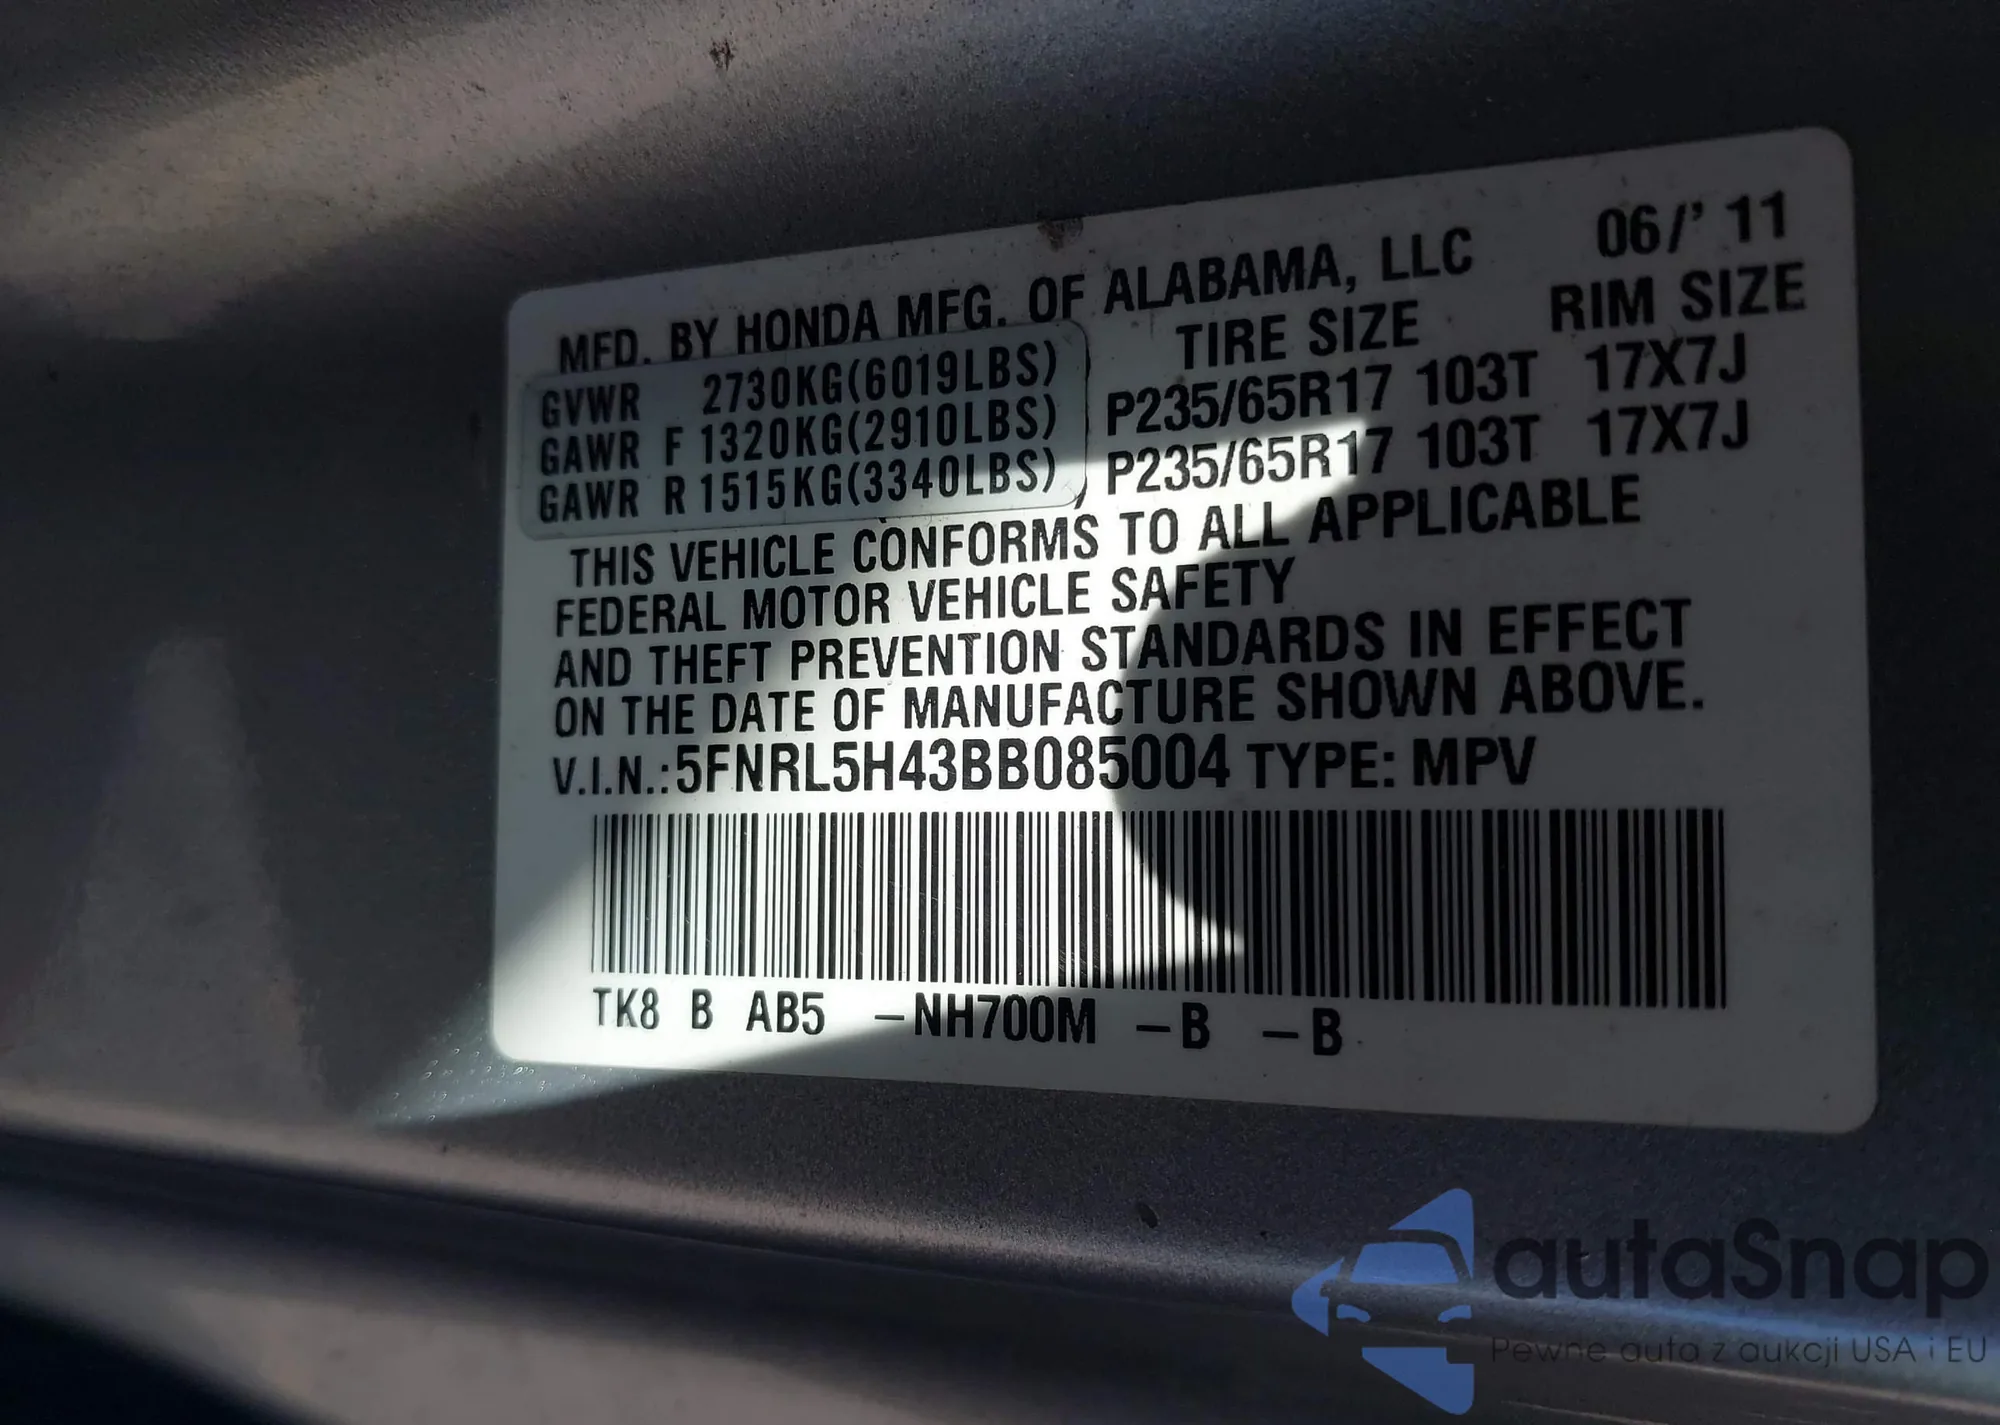 MFD. BY HONDA MFG. OF ALABAMA, LLC 06/' 11
TIRE SIZE RIM SIZE
GVWR 2730KG(6019LBS)
GAWR F 1320KG(2910LBS) P235/65R17 103T 17X7J
GAWR R 1515KG(3340LBS), P235/65R17 103T 17X7J
THIS VEHICLE CONFORMS TO ALL APPLICABLE
FEDERAL MOTOR VEHICLE SAFETY
AND THEFT PREVENTION STANDARDS IN EFFECT
ON THE DATE OF MANUFACTURE SHOWN ABOVE.
V.I.N.:5FNRL5H43BB085004 TYPE: MPV
TK8 B AB5 –NH700M –B –B
autaSnap
Pewne auta z aukcji USA i EU